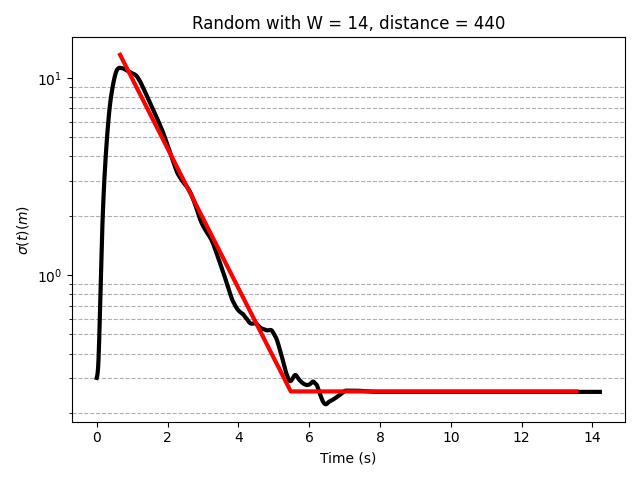 Random with W = 14, distance = 440
σ(t)(m)
10¹
10⁰
0 2 4 6 8 10 12 14
Time (s)